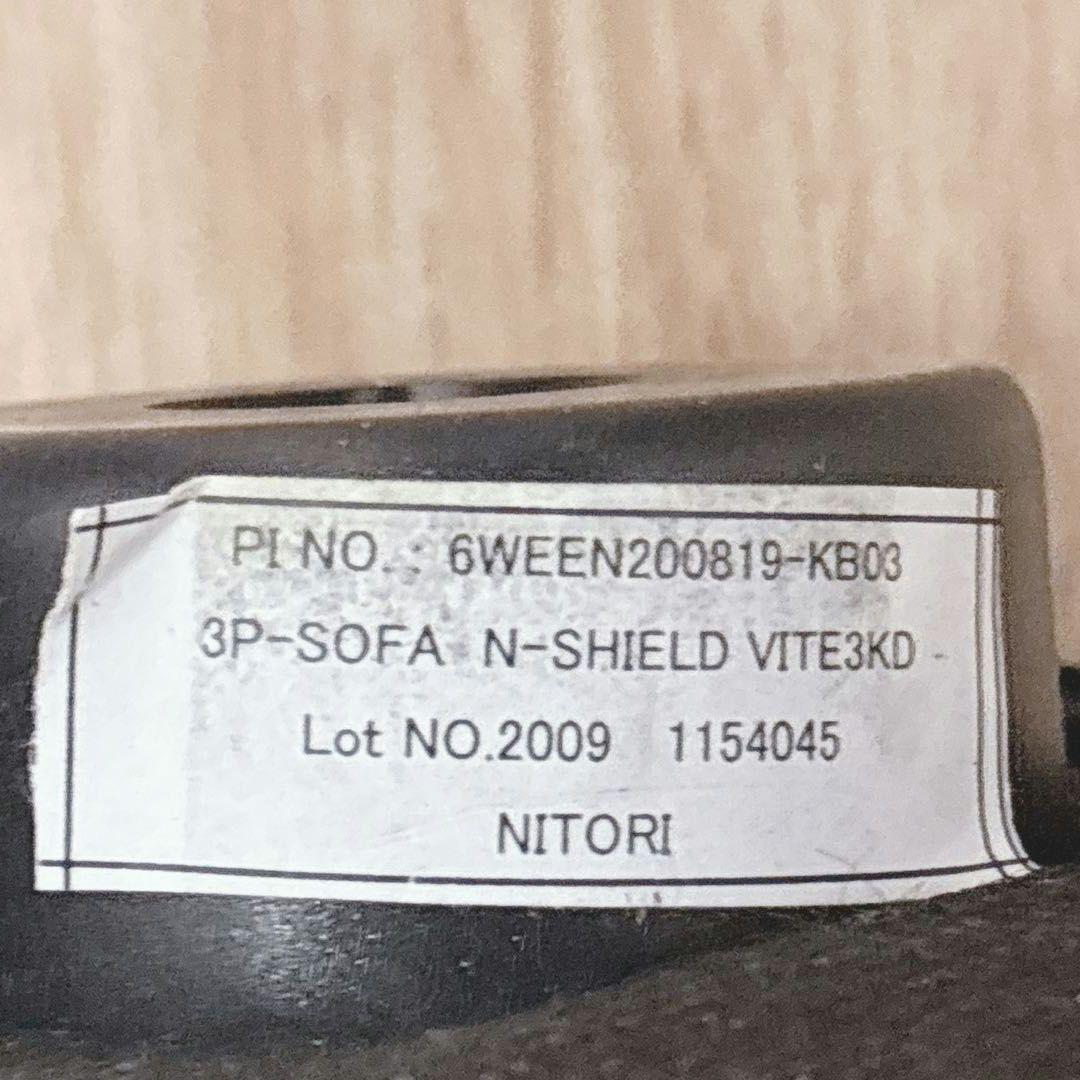 PI NO. : 6WEEN200819-KB03
3P-SOFA N-SHIELD VITE3KD
Lot NO.2009 1154045
NITORI